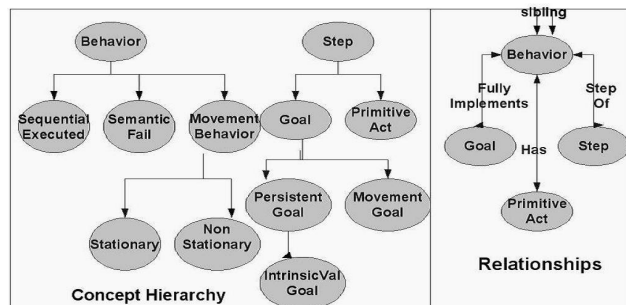 Behavior
Step
Sequential
Executed
Semantic
Fail
Movement
Behavior
Goal
Primitive
Act
Stationary
Non
Stationary
Persistent
Goal
Movement
Goal
IntrinsicVal
Goal
Concept Hierarchy
sibling
Behavior
Fully
Implements
Step
Of
Goal
Has
Step
Primitive
Act
Relationships